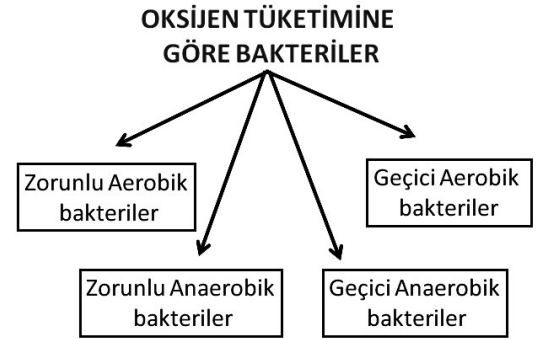 OKSİJEN TÜKETİMİNE
GÖRE BAKTERİLER
Zorunlu Aerobik
bakteriler
Geçici Aerobik
bakteriler
Zorunlu Anaerobik
bakteriler
Geçici Anaerobik
bakteriler